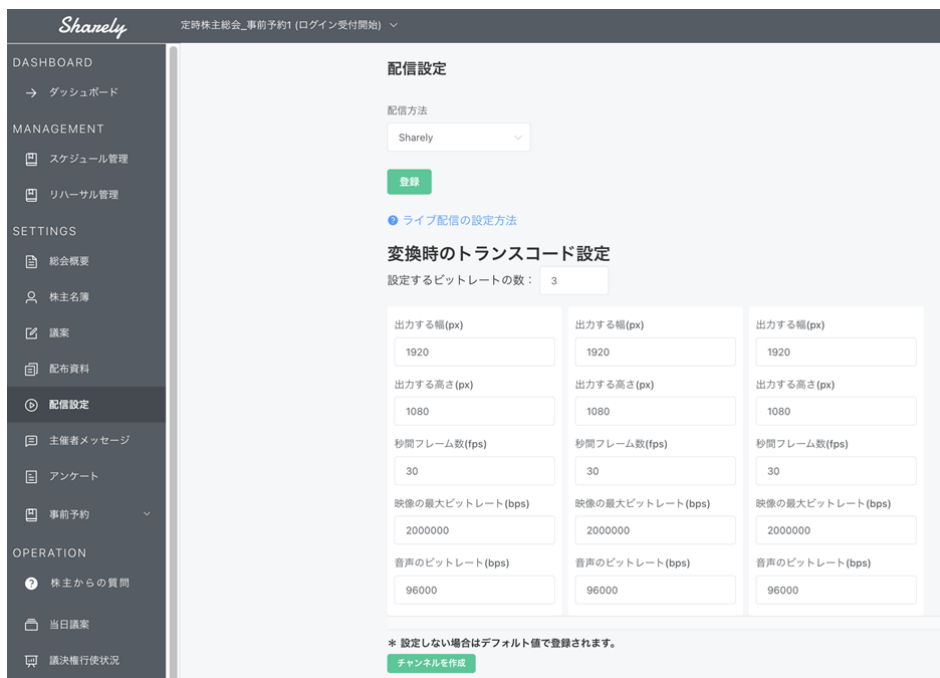 Sharely
定時株主総会_事前予約1 (ログイン受付開始)
DASHBOARD
ダッシュボード
MANAGEMENT
スケジュール管理
リハーサル管理
SETTINGS
総会概要
株主名簿
議案
配布資料
配信設定
主催者メッセージ
アンケート
事前予約
OPERATION
株主からの質問
当日議案
議決権行使状況
配信設定
配信方法
Sharely
登録
ライブ配信の設定方法
変換時のトランスコード設定
設定するビットレートの数： 3
出力する幅(px) 出力する幅(px) 出力する幅(px)
1920 1920 1920
出力する高さ(px) 出力する高さ(px) 出力する高さ(px)
1080 1080 1080
秒間フレーム数(fps) 秒間フレーム数(fps) 秒間フレーム数(fps)
30 30 30
映像の最大ビットレート(bps) 映像の最大ビットレート(bps) 映像の最大ビットレート(bps)
2000000 2000000 2000000
音声のビットレート(bps) 音声のビットレート(bps) 音声のビットレート(bps)
96000 96000 96000
＊ 設定しない場合はデフォルト値で登録されます。
チャンネルを作成